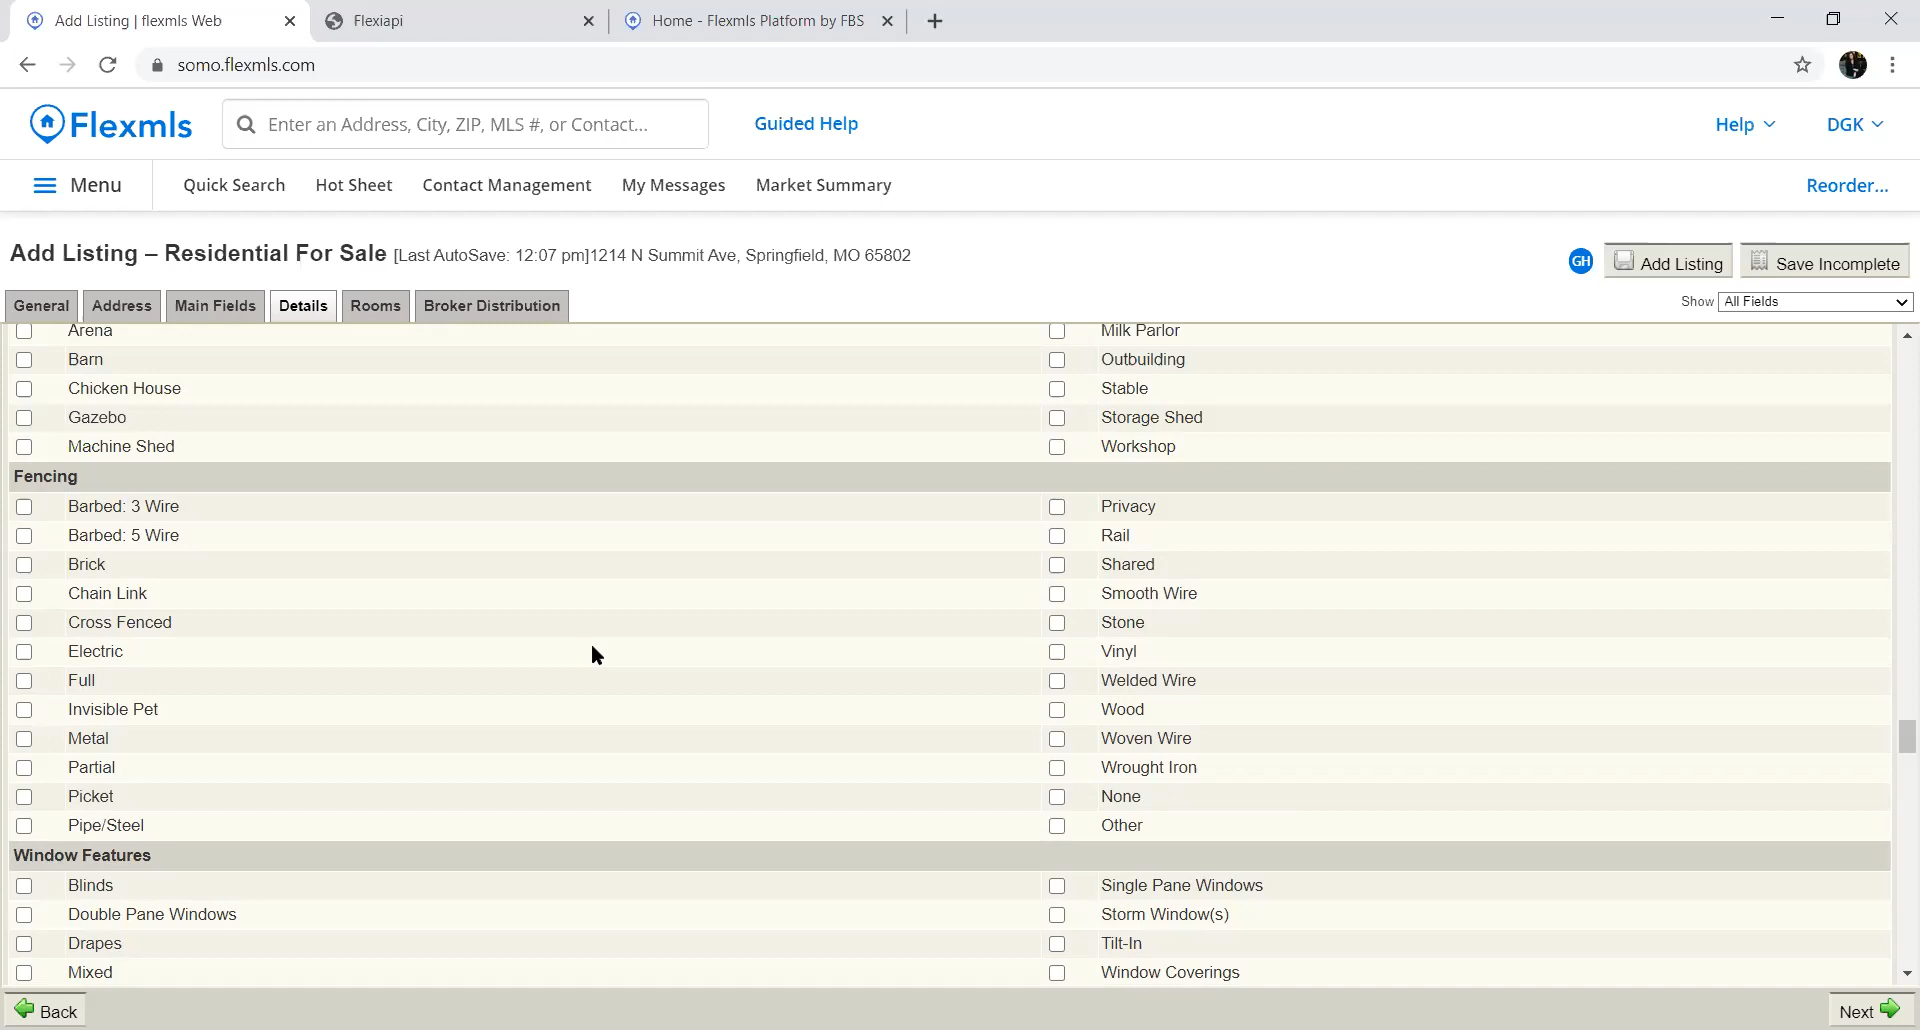 Add Listing | flexmls Web
Flexiapi
Home - Flexmls Platform by FBS
somo.flexmls.com
Flexmls
Enter an Address, City, ZIP, MLS #, or Contact...
Guided Help
Help
DGK
Menu
Quick Search
Hot Sheet
Contact Management
My Messages
Market Summary
Reorder...
Add Listing – Residential For Sale [Last AutoSave: 12:07 pm]1214 N Summit Ave, Springfield, MO 65802
GH
Add Listing
Save Incomplete
General
Address
Main Fields
Details
Rooms
Broker Distribution
Show All Fields
Arena
Milk Parlor
Barn
Outbuilding
Chicken House
Stable
Gazebo
Storage Shed
Machine Shed
Workshop
Fencing
Barbed: 3 Wire
Privacy
Barbed: 5 Wire
Rail
Brick
Shared
Chain Link
Smooth Wire
Cross Fenced
Stone
Electric
Vinyl
Full
Welded Wire
Invisible Pet
Wood
Metal
Woven Wire
Partial
Wrought Iron
Picket
None
Pipe/Steel
Other
Window Features
Blinds
Single Pane Windows
Double Pane Windows
Storm Window(s)
Drapes
Tilt-In
Mixed
Window Coverings
Back
Next